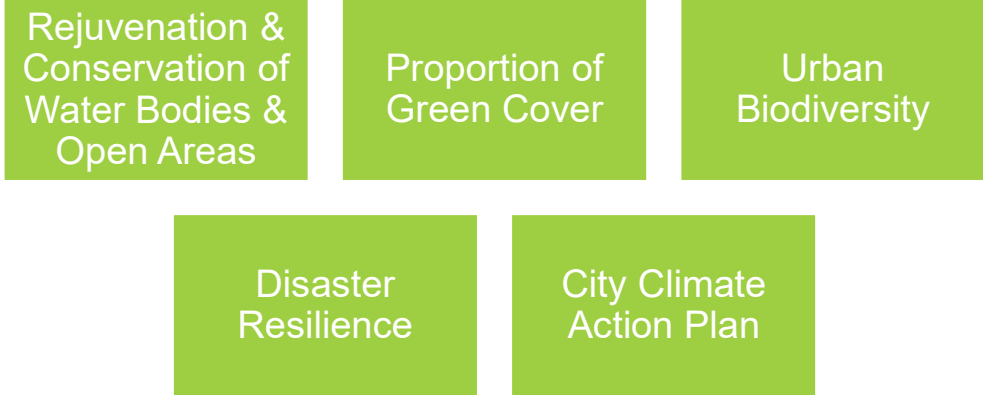 Rejuvenation &
Conservation of
Water Bodies &
Open Areas
Proportion of
Green Cover
Urban
Biodiversity
Disaster
Resilience
City Climate
Action Plan